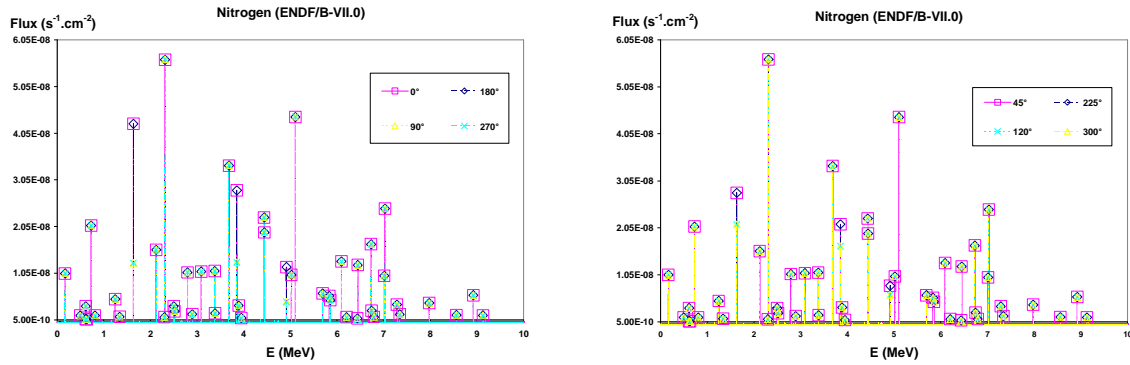 Nitrogen (ENDF/B-VII.0)
Flux (s⁻¹.cm⁻²)
6.05E-08
5.05E-08
4.05E-08
3.05E-08
2.05E-08
1.05E-08
5.00E-10
0° 180°
90° 270°
0 1 2 3 4 5 6 7 8 9 10
E (MeV)
Nitrogen (ENDF/B-VII.0)
Flux (s⁻¹.cm⁻²)
6.05E-08
5.05E-08
4.05E-08
3.05E-08
2.05E-08
1.05E-08
5.00E-10
45° 225°
120° 300°
0 1 2 3 4 5 6 7 8 9 10
E (MeV)